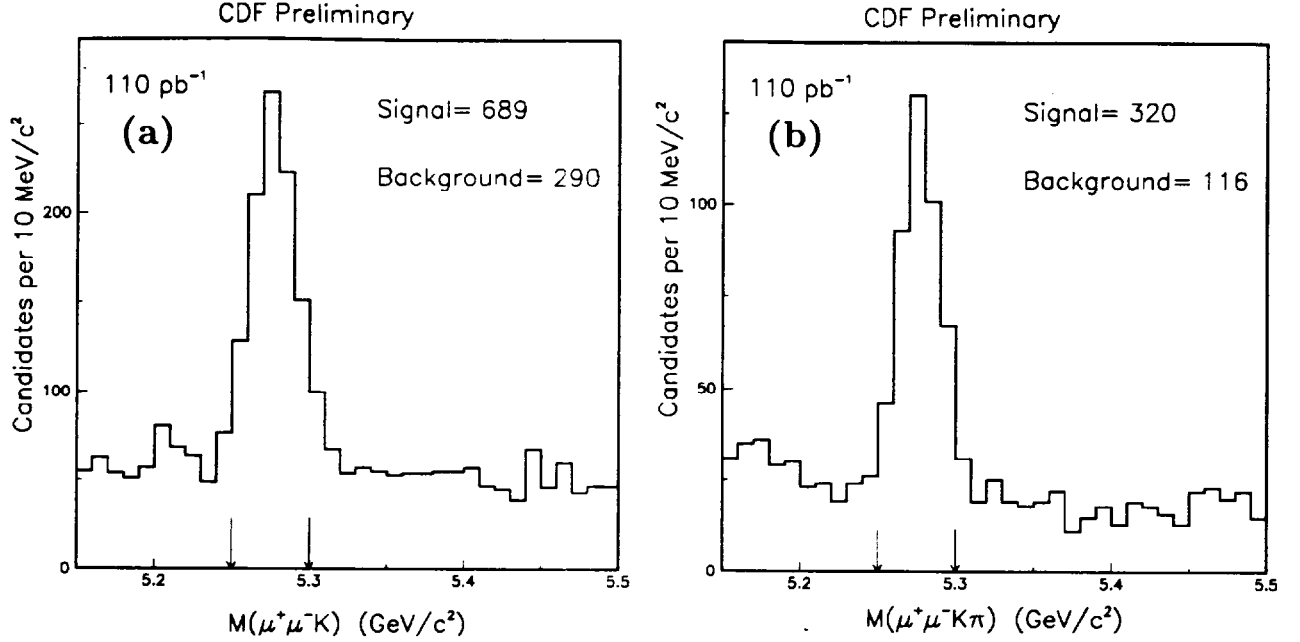 CDF Preliminary
110 pb⁻¹
(a)
Signal= 689
Background= 290
Candidates per 10 MeV/c²
200
100
0
5.2
5.3
5.4
5.5
M(μ⁺μ⁻K) (GeV/c²)
CDF Preliminary
110 pb⁻¹
(b)
Signal= 320
Background= 116
Candidates per 10 MeV/c²
100
50
0
5.2
5.3
5.4
5.5
M(μ⁺μ⁻Kπ) (GeV/c²)